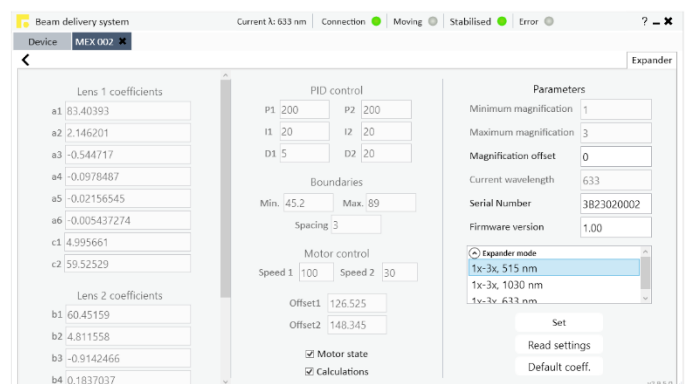 Beam delivery system
Current λ: 633 nm Connection Moving Stabilised Error ? – ✖
Device MEX 002 ✖
Expander
Lens 1 coefficients
a1 83.40393
a2 2.146201
a3 -0.544717
a4 -0.0978487
a5 -0.02156545
a6 -0.005437274
c1 4.995661
c2 59.52529
Lens 2 coefficients
b1 60.45159
b2 4.811558
b3 -0.9142466
b4 0.1837037
PID control
P1 200 P2 200
I1 20 I2 20
D1 5 D2 20
Boundaries
Min. 45.2 Max. 89
Spacing 3
Motor control
Speed 1 100 Speed 2 30
Offset1 126.525
Offset2 148.345
Motor state
Calculations
Parameters
Minimum magnification 1
Maximum magnification 3
Magnification offset 0
Current wavelength 633
Serial Number 3B23020002
Firmware version 1.00
Expander mode
1x-3x, 515 nm
1x-3x, 1030 nm
1x-3x, 633 nm
Set
Read settings
Default coeff.